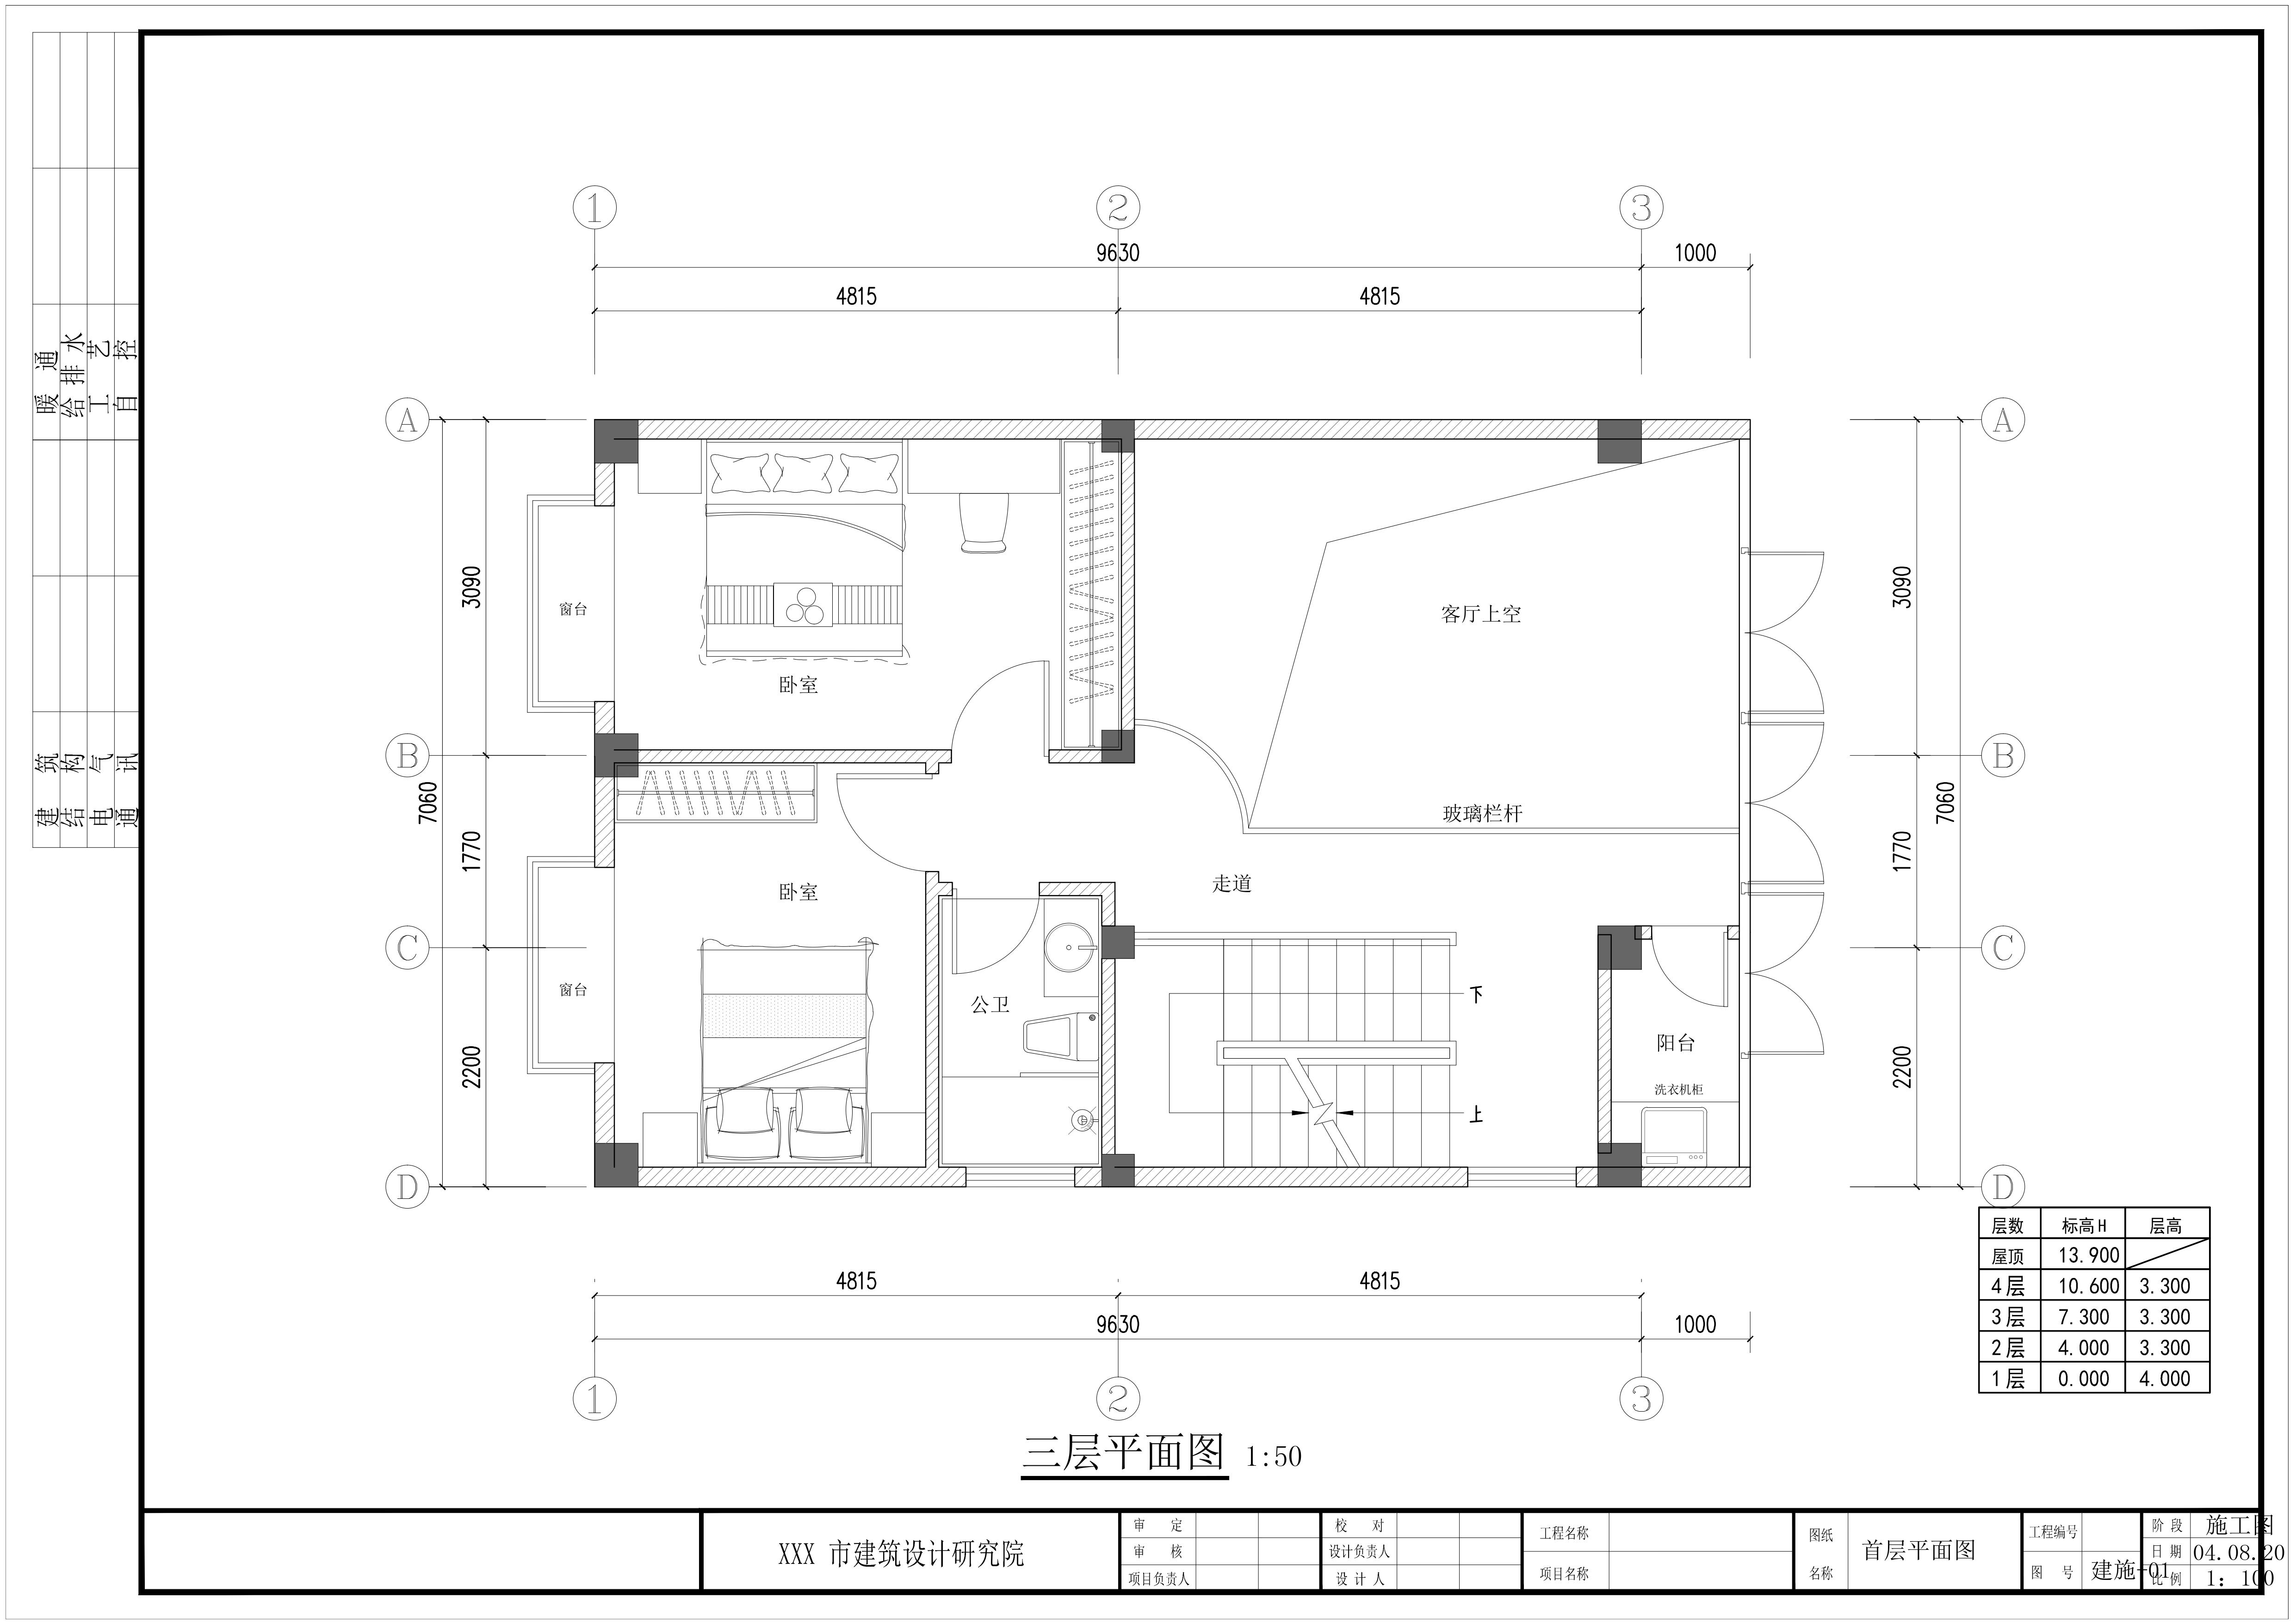 暖 通
给 排 水
工 艺
自 控
建 筑
结 构
电 气
通 讯
1 2 3
9630 1000
4815 4815
A A
B B
C C
D D
3090
1770
2200
7060
3090
1770
2200
7060
窗台
卧室
客厅上空
玻璃栏杆
走道
卧室
窗台
公卫
下
上
阳台
洗衣机柜
4815 4815
9630 1000
1 2 3
层数 标高H 层高
屋顶 13.900
4层 10.600 3.300
3层 7.300 3.300
2层 4.000 3.300
1层 0.000 4.000
三层平面图 1:50
XXX 市建筑设计研究院
审 定
审 核
项目负责人
校 对
设计负责人
设 计 人
工程名称
项目名称
图纸
名称
首层平面图
工程编号
图 号 建施-01
阶 段 施工图
日 期 04.08.20
比 例 1: 100